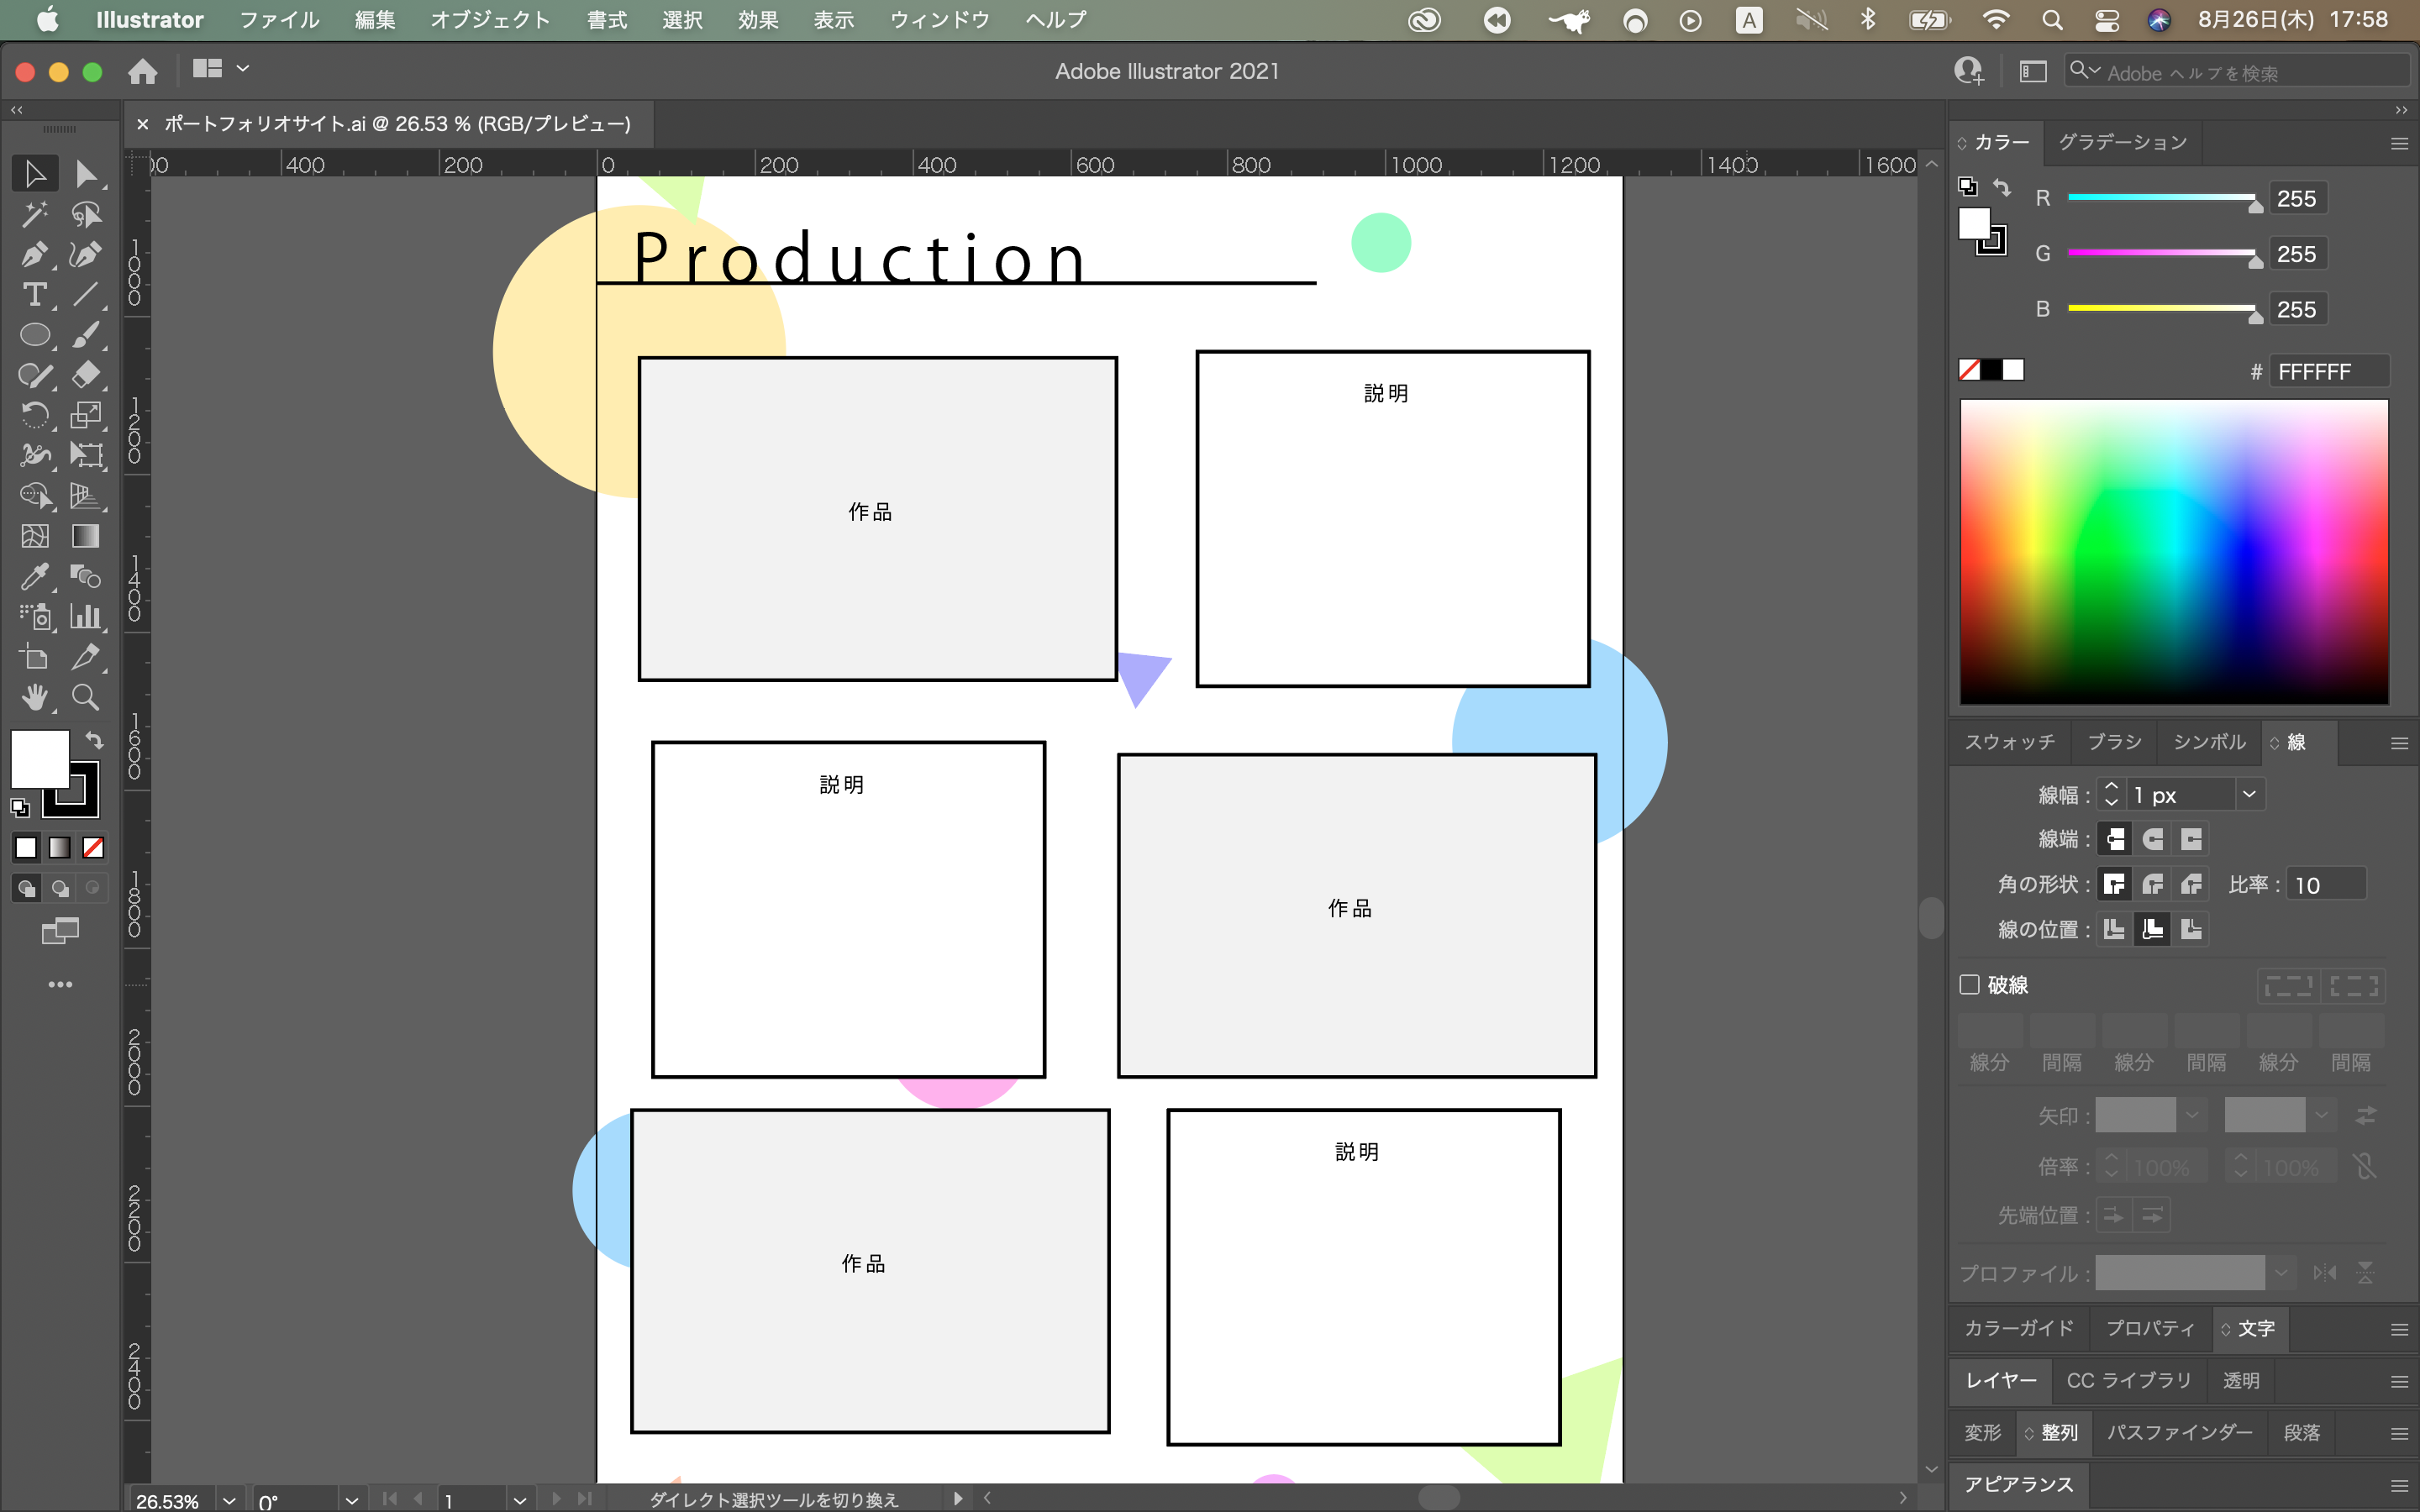 Illustrator ファイル 編集 オブジェクト 書式 選択 効果 表示 ウィンドウ ヘルプ A 8月26日(木) 17:58
Adobe Illustrator 2021
Adobe ヘルプを検索
× ポートフォリオサイト.ai @ 26.53 % (RGB/プレビュー)
00 400 200 0 200 400 600 800 1000 1200 1400 1600
1000
1200
1400
1600
1800
2000
2200
2400
Production
作品
説明
説明
作品
作品
説明
カラー グラデーション
R 255
G 255
B 255
# FFFFFF
スウォッチ ブラシ シンボル 線
線幅 : 1 px
線端 :
角の形状 : 比率 : 10
線の位置 :
破線
線分 間隔 線分 間隔 線分 間隔
矢印 :
倍率 : 100% 100%
先端位置 :
プロファイル :
カラーガイド プロパティ 文字
レイヤー CC ライブラリ 透明
変形 整列 パスファインダー 段落
アピアランス
26.53% 0° 1 ダイレクト選択ツールを切り換え